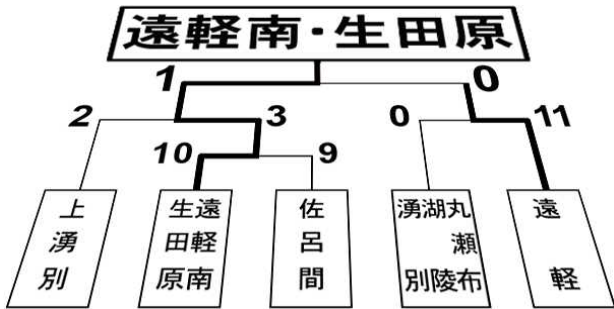 遠軽南・生田原
1 0
2 3 0 11
10 9
上湧別
遠軽南
生田原
佐呂間
丸瀬布
湖陵
湧別
遠軽